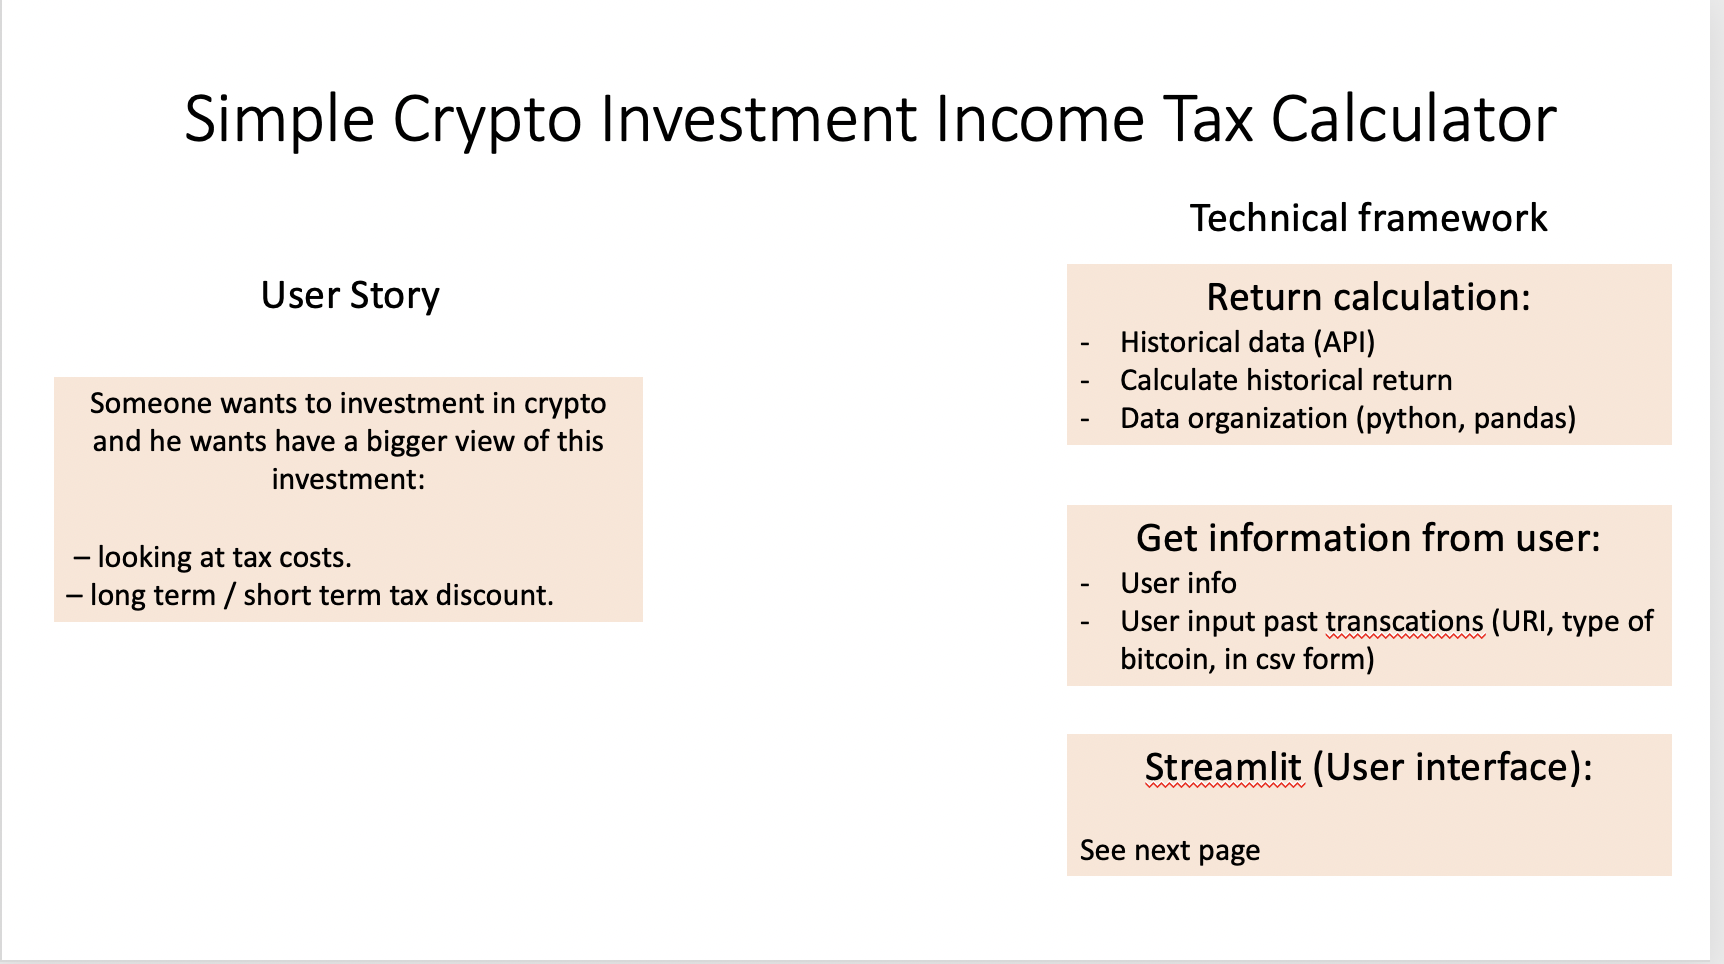 Simple Crypto Investment Income Tax Calculator
User Story
Someone wants to investment in crypto
and he wants have a bigger view of this
investment:
– looking at tax costs.
– long term / short term tax discount.
Technical framework
Return calculation:
- Historical data (API)
- Calculate historical return
- Data organization (python, pandas)
Get information from user:
- User info
- User input past transcations (URI, type of
bitcoin, in csv form)
Streamlit (User interface):
See next page